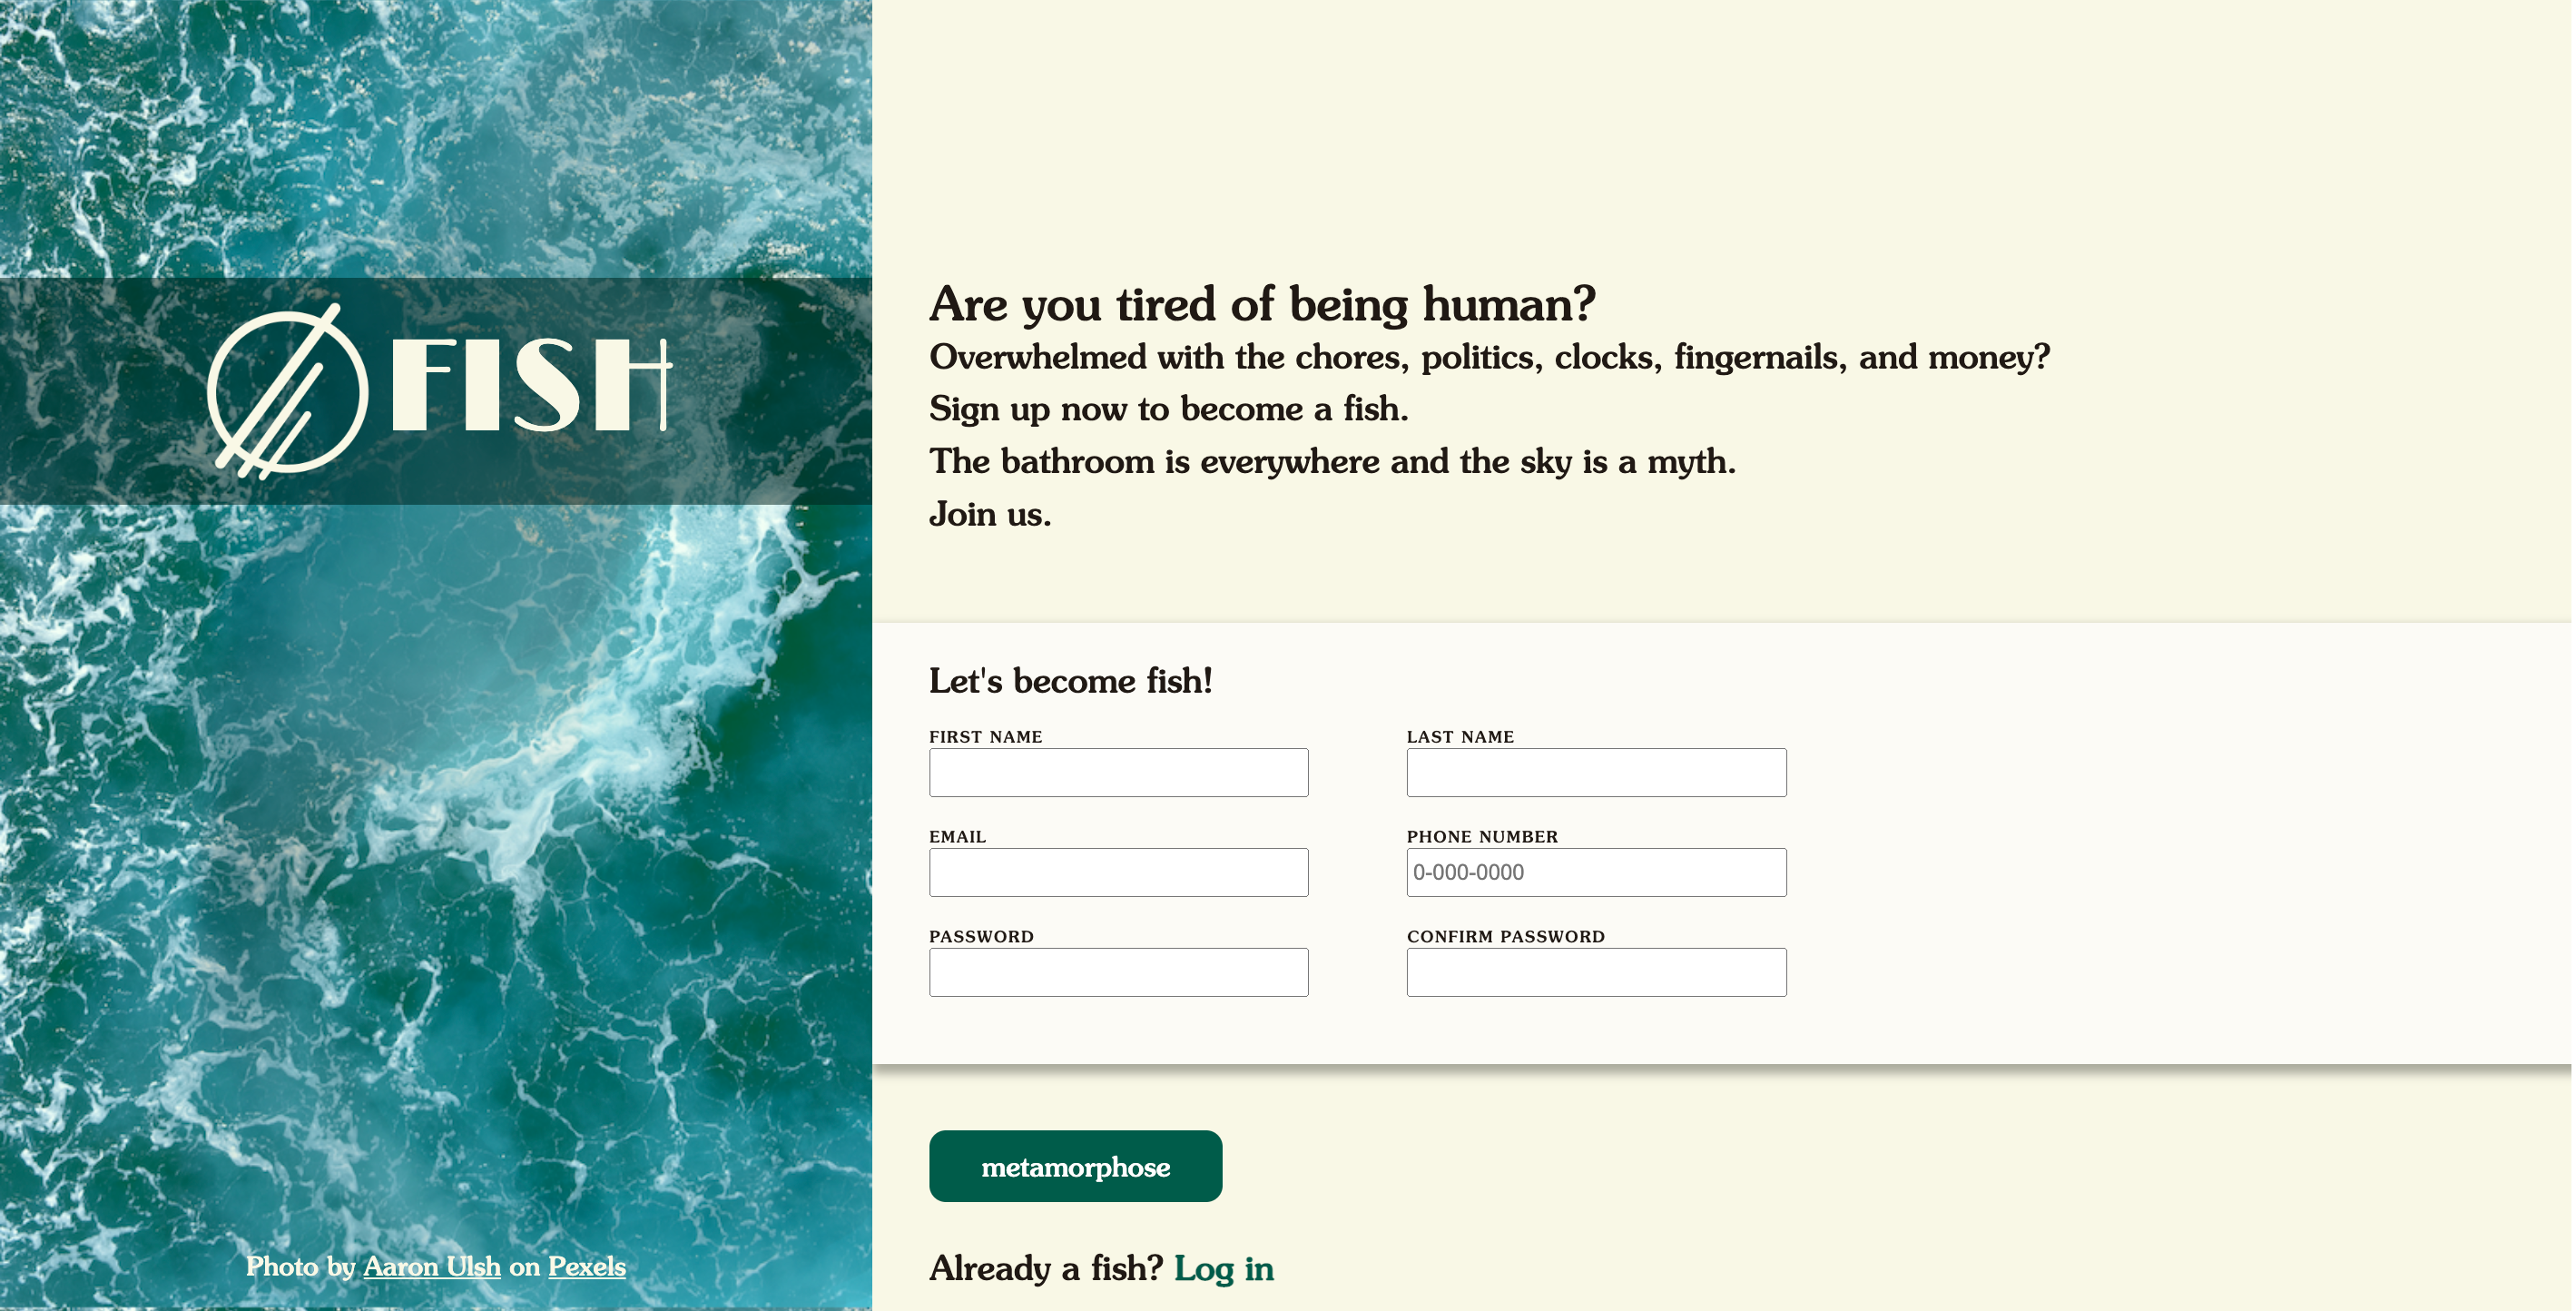 FISH
Photo by Aaron Ulsh on Pexels
Are you tired of being human?
Overwhelmed with the chores, politics, clocks, fingernails, and money?
Sign up now to become a fish.
The bathroom is everywhere and the sky is a myth.
Join us.
Let's become fish!
FIRST NAME
LAST NAME
EMAIL
PHONE NUMBER
0-000-0000
PASSWORD
CONFIRM PASSWORD
metamorphose
Already a fish? Log in